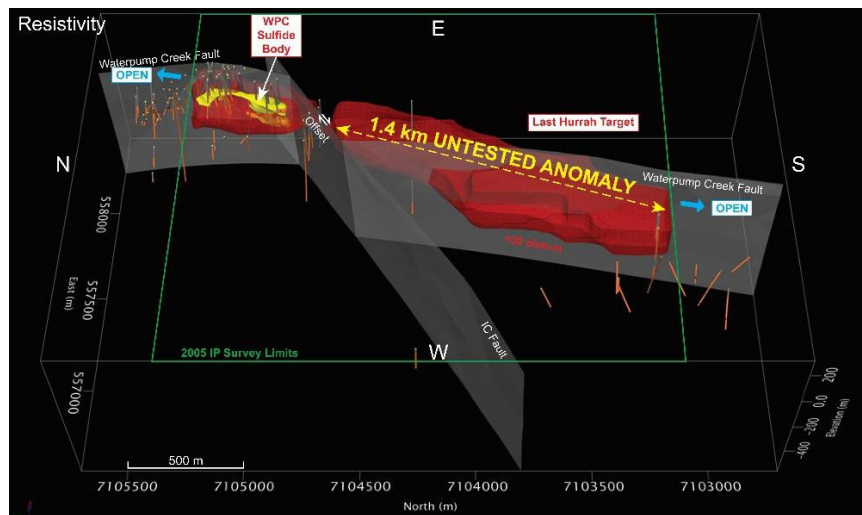 Resistivity
WPC
Sulfide
Body
E
Waterpump Creek Fault
OPEN
Offset
Last Hurrah Target
1.4 km UNTESTED ANOMALY
N
S
Waterpump Creek Fault
OPEN
558000
557500
557000
East (m)
IC Fault
2005 IP Survey Limits
W
200
0.0
-200
-400
Elevation (m)
500 m
7105500
7105000
7104500
7104000
7103500
7103000
North (m)